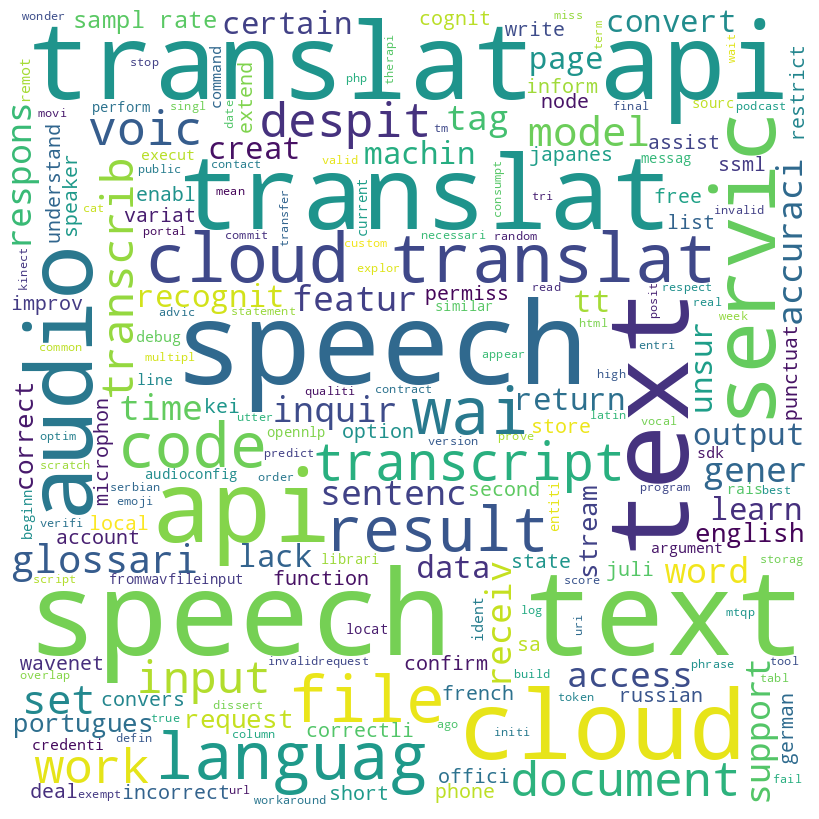 wonder
sampl rate
certain
cognit
write
convert
miss
term
wait
translat api
stop
command
php
therapi
page
remot
movi
perform
singl
date
extend
inform
node
final
sourc
podcast
restrict
respons
understand
speaker
voic
despit
tag
model
tm
creat
machin
japanes
assist
messag
ssml
servic
accuraci
execut
public
contact
valid
enabl
transcrib
cat
mean
variat
portal
commit
transfer
translat
current
consumpt
tri
necessari
free
list
invalid
random
audio
kinect
cloud translat
custom
explor
read
respect
improv
recognit
featur
permiss
similar
tt
html
posit
real
week
advic
statement
debug
common
multipl
speech
appear
text
entri
high
unsur
punctuat
line
qualiti
contract
correct
microphon
time
kei
utter
inquir
wai
return
latin
vocal
store
prove
optim
opennlp
option
version
output
code
predict
transcript
sdk
scratch
audioconfig
order
program
rais
best
beginn
serbian
emoji
verifi
local
api
sentenc
second
entiti
stream
gener
account
result
learn
english
argument
storag
glossari
lack
librari
data
state
juli
word
script
fromwavfileinput
function
receiv
score
mtqp
locat
ident
log
uri
speech text
wavenet
overlap
invalidrequest
confirm
sa
build
phrase
tool
input
access
tabl
set
convers
dissert
file
french
token
russian
support
german
portugues
true
request
correctli
ago
initi
cloud
credenti
defin
column
work
languag
offici
document
fail
deal
exempt
incorrect
url
workaround
short
phone